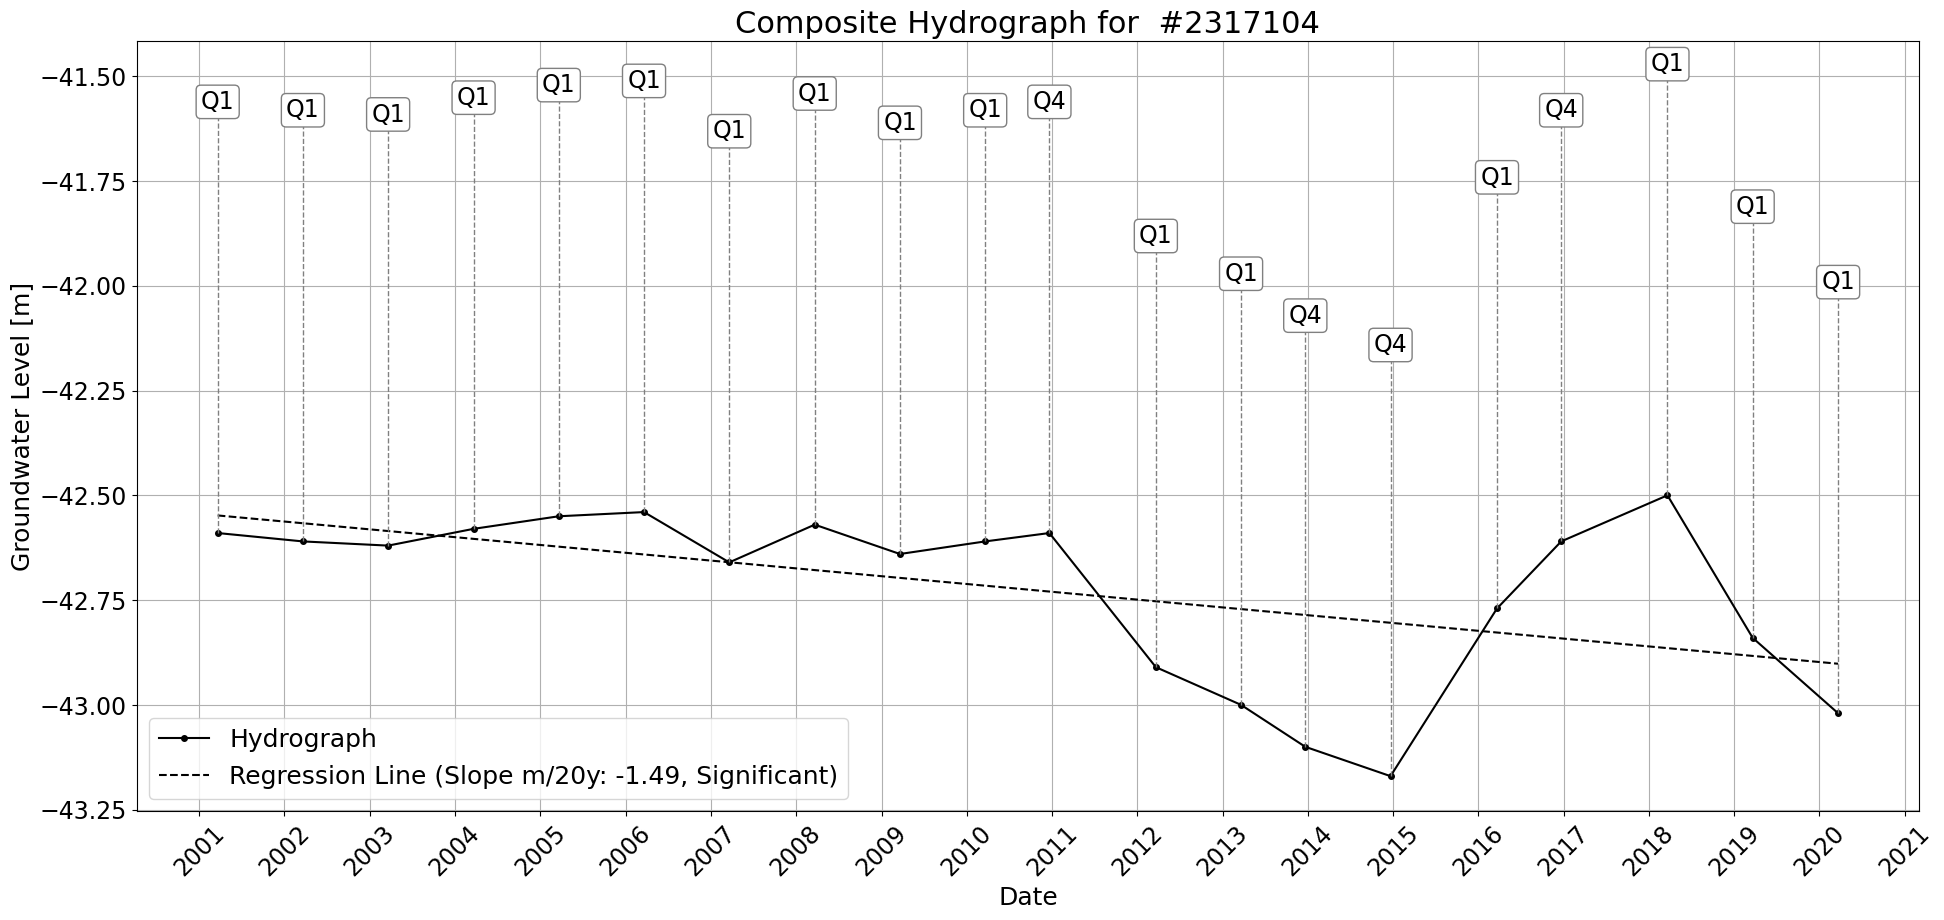 Composite Hydrograph for  #2317104
Groundwater Level [m]
−41.50
−41.75
−42.00
−42.25
−42.50
−42.75
−43.00
−43.25
Q1
Q1
Q1
Q1
Q1
Q1
Q1
Q1
Q1
Q1
Q4
Q1
Q1
Q4
Q4
Q1
Q4
Q1
Q1
Q1
Hydrograph
Regression Line (Slope m/20y: -1.49, Significant)
2001
2002
2003
2004
2005
2006
2007
2008
2009
2010
2011
2012
2013
2014
2015
2016
2017
2018
2019
2020
2021
Date